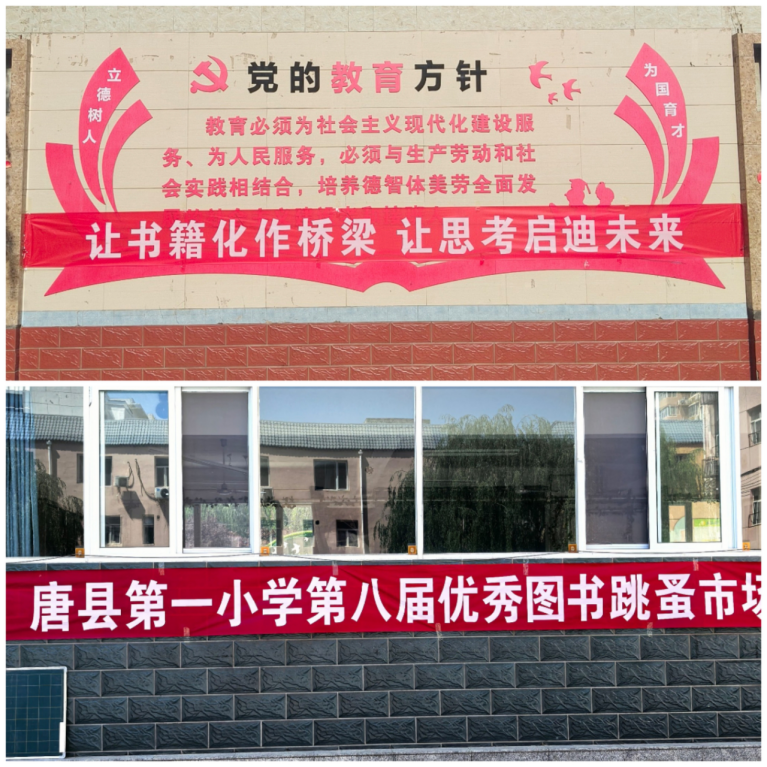 立德树人
党的教育方针
为国育才
教育必须为社会主义现代化建设服
务、为人民服务，必须与生产劳动和社
会实践相结合，培养德智体美劳全面发
让书籍化作桥梁 让思考启迪未来
唐县第一小学第八届优秀图书跳蚤市场